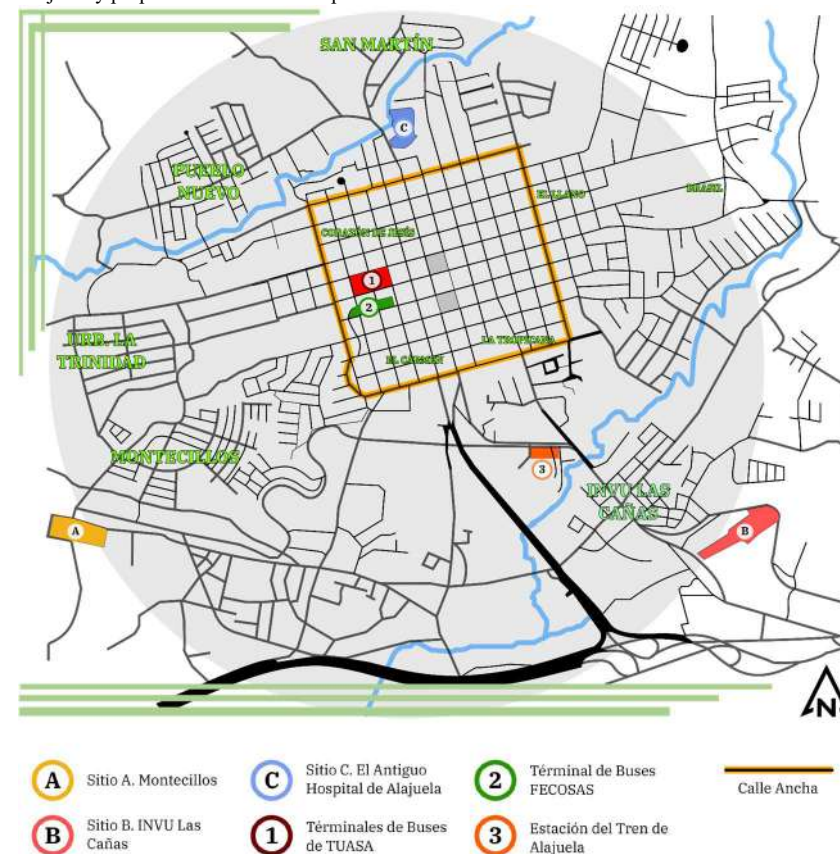 SAN MARTÍN
C
PUEBLO
NUEVO
EL LLANO
BRASIL
CORAZÓN DE JESÚS
1
2
LA TROPICANA
URB. LA
TRINIDAD
EL CARMEN
MONTECILLOS
3
INVU LAS
CAÑAS
A
B
N
A Sitio A. Montecillos
C Sitio C. El Antiguo
Hospital de Alajuela
2 Términal de Buses
FECOSAS
Calle Ancha
B Sitio B. INVU Las
Cañas
1 Términales de Buses
de TUASA
3 Estación del Tren de
Alajuela